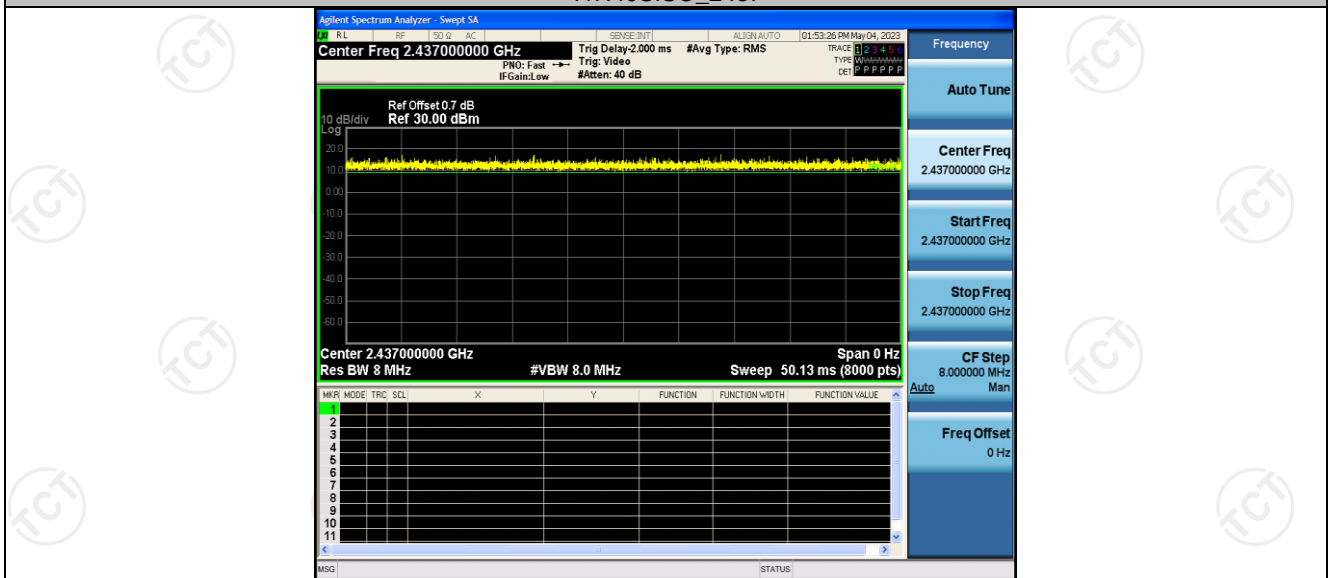 Agilent Spectrum Analyzer - Swept SA
RL RF 50 Ω AC SENSE:INT ALIGN AUTO 01:53:26 PM May 04, 2023
Center Freq 2.437000000 GHz
PNO: Fast
IFGain:Low
Trig Delay-2.000 ms
Trig: Video
#Atten: 40 dB
#Avg Type: RMS
TRACE 1 2 3 4 5 6
TYPE
DET P P P P P P
Ref Offset 0.7 dB
10 dB/div Ref 30.00 dBm
Log
20.0
10.0
0.00
-10.0
-20.0
-30.0
-40.0
-50.0
-60.0
Center 2.437000000 GHz Span 0 Hz
Res BW 8 MHz #VBW 8.0 MHz Sweep 50.13 ms (8000 pts)
MKR MODE TRC SCL X Y FUNCTION FUNCTION WIDTH FUNCTION VALUE
1
2
3
4
5
6
7
8
9
10
11
MSG STATUS
Frequency
Auto Tune
Center Freq
2.437000000 GHz
Start Freq
2.437000000 GHz
Stop Freq
2.437000000 GHz
CF Step
8.000000 MHz
Auto Man
Freq Offset
0 Hz
TCT
TCT
TCT
TCT
TCT
TCT
TCT
TCT